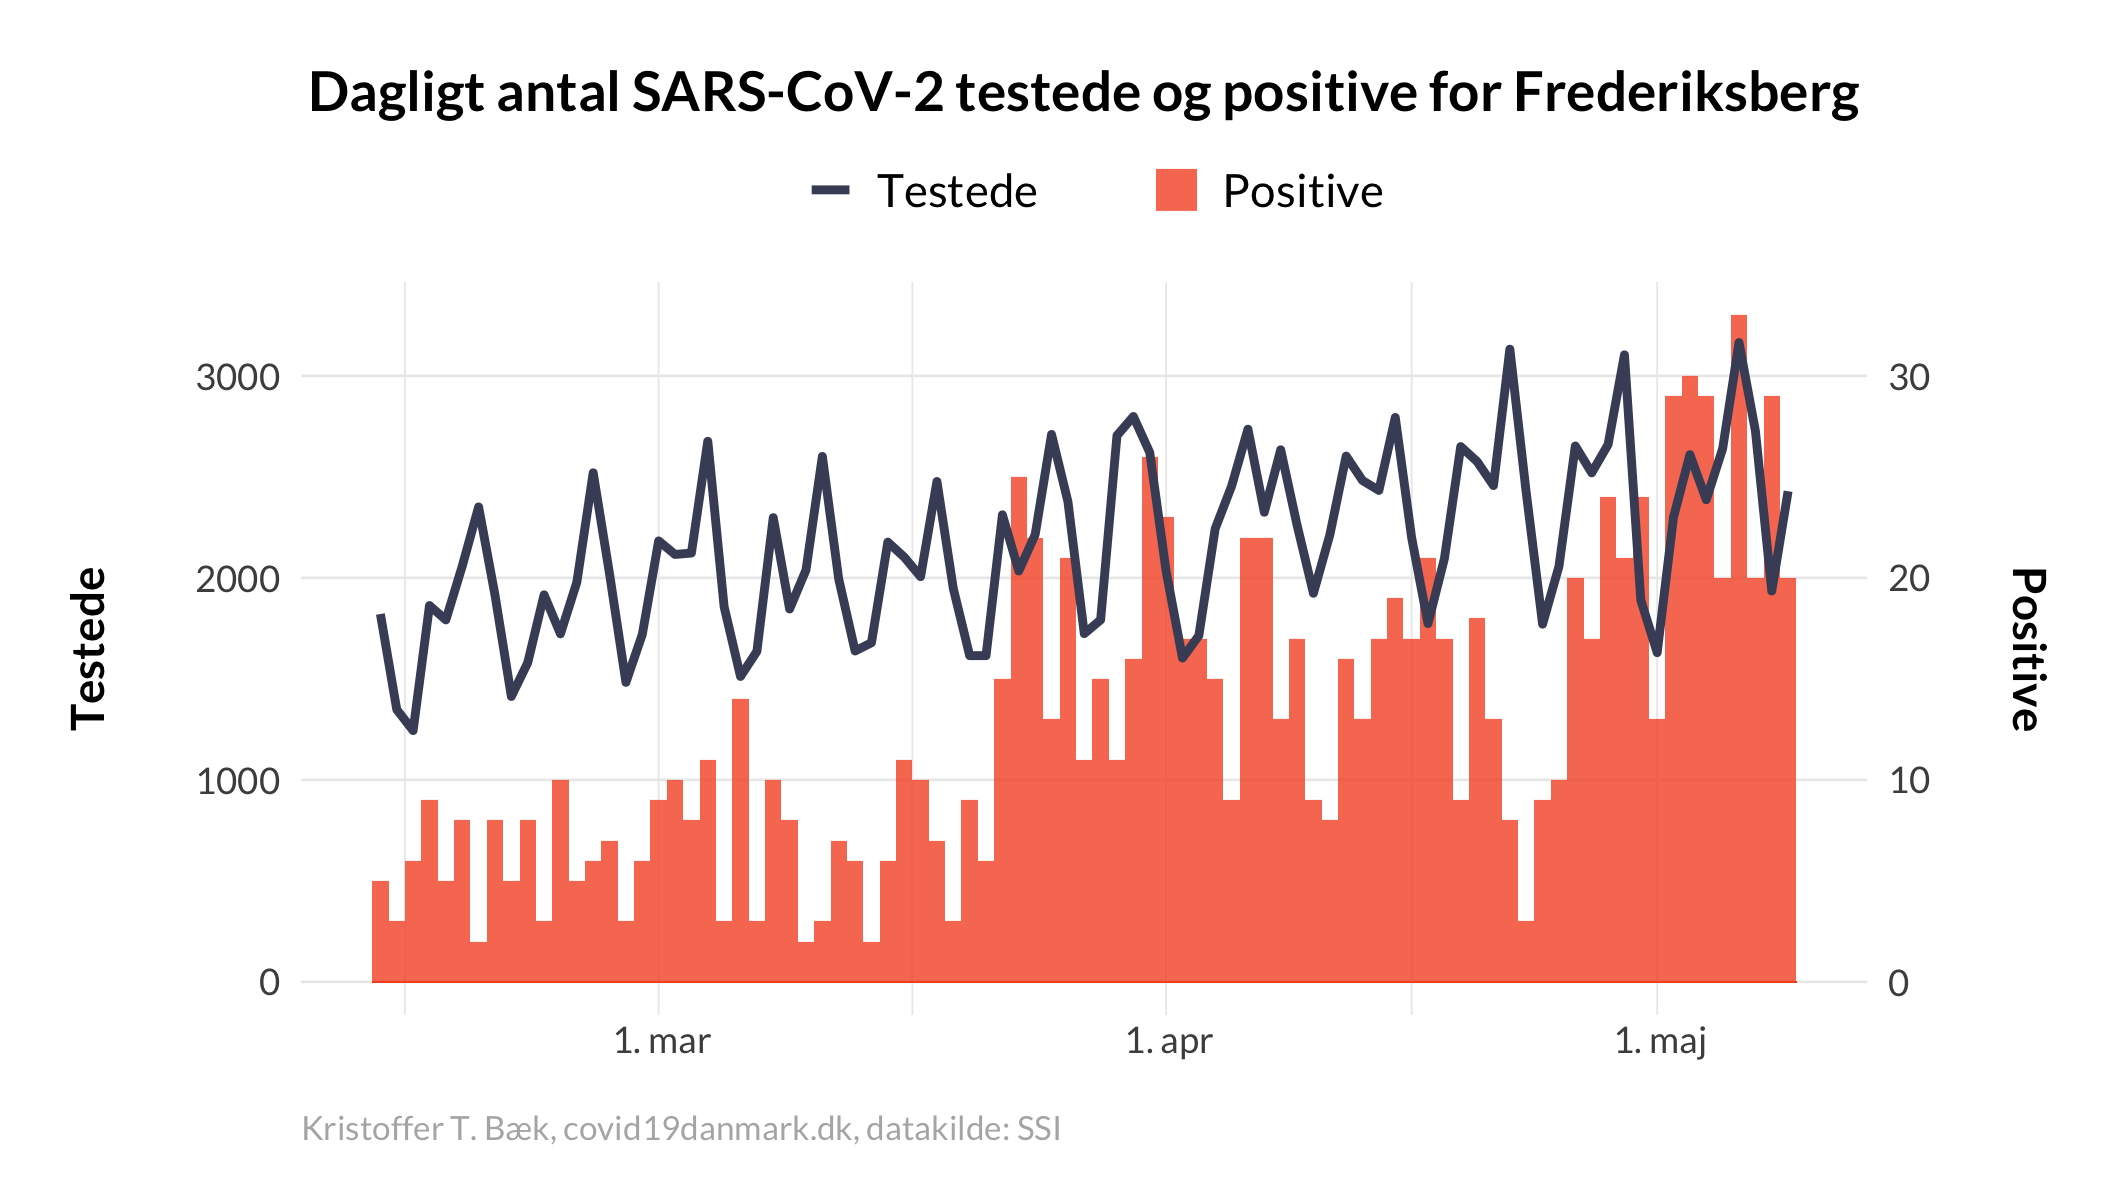 Dagligt antal SARS-CoV-2 testede og positive for Frederiksberg
Testede
Positive
Testede
3000
2000
1000
0
30
20
10
0
Positive
1. mar
1. apr
1. maj
Kristoffer T. Bæk, covid19danmark.dk, datakilde: SSI